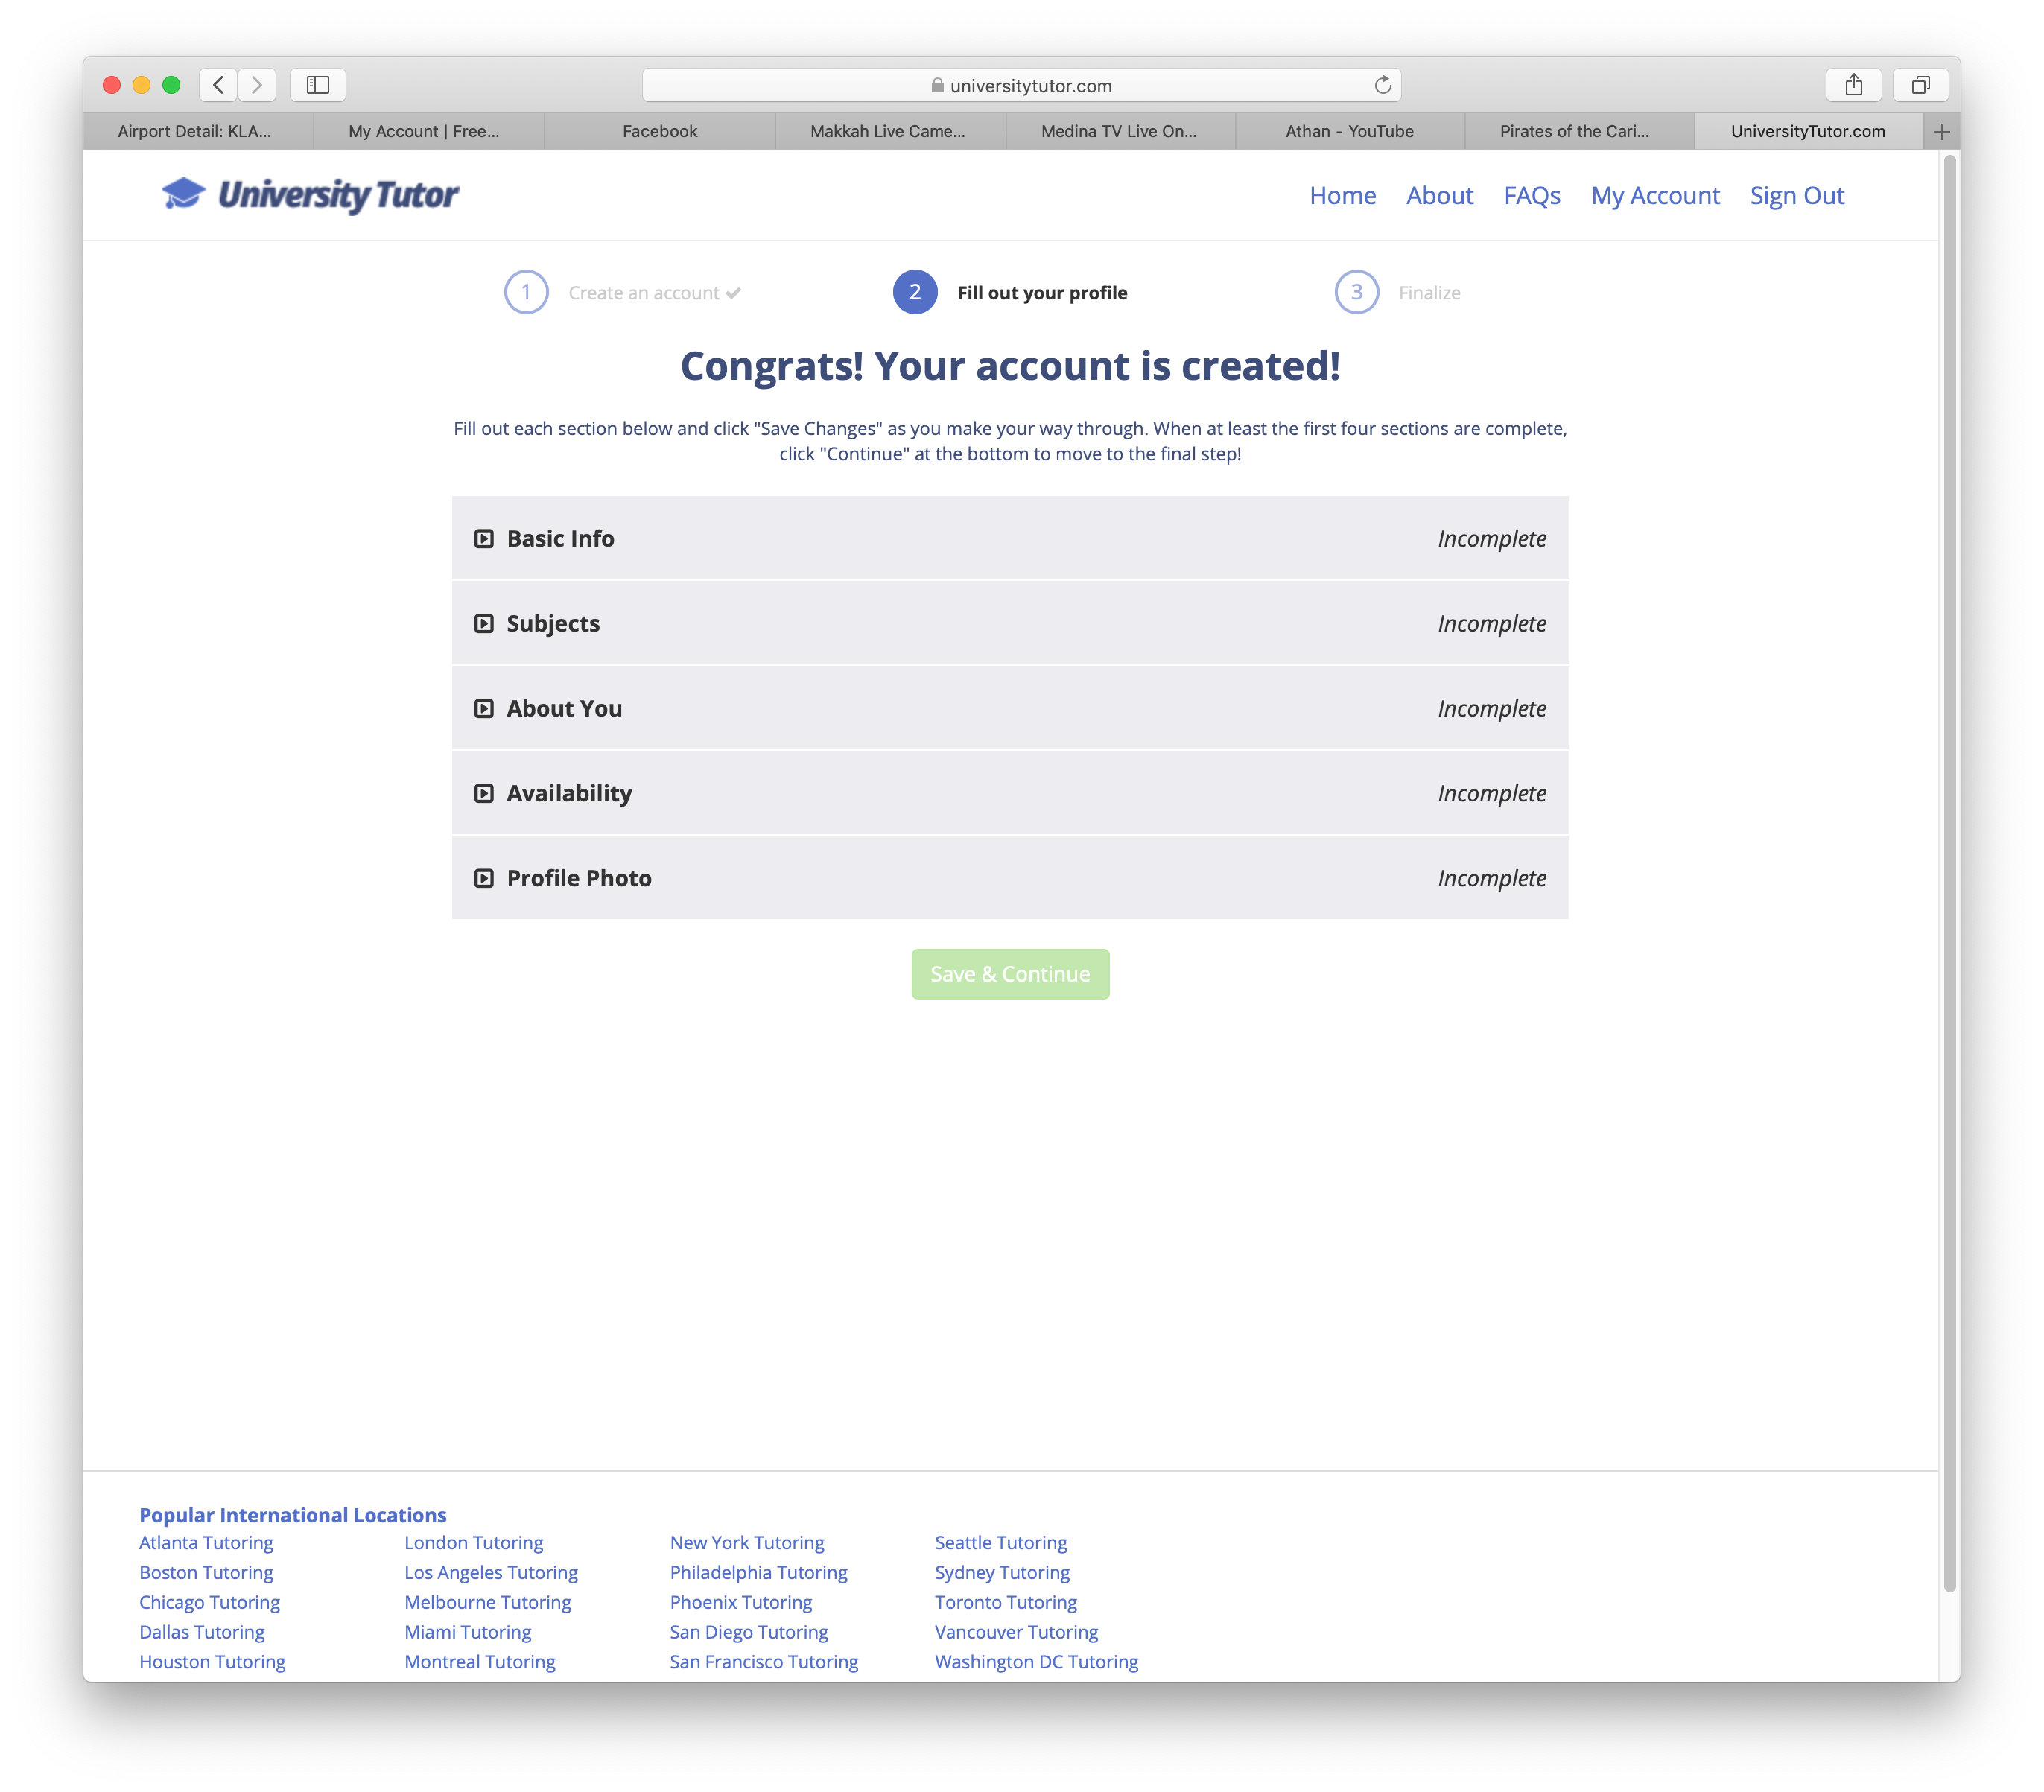 universitytutor.com
Airport Detail: KLA...
My Account | Free...
Facebook
Makkah Live Came...
Medina TV Live On...
Athan - YouTube
Pirates of the Cari...
UniversityTutor.com
University Tutor
Home About FAQs My Account Sign Out
1 Create an account
2 Fill out your profile
3 Finalize
Congrats! Your account is created!
Fill out each section below and click "Save Changes" as you make your way through. When at least the first four sections are complete,
click "Continue" at the bottom to move to the final step!
Basic Info Incomplete
Subjects Incomplete
About You Incomplete
Availability Incomplete
Profile Photo Incomplete
Save & Continue
Popular International Locations
Atlanta Tutoring London Tutoring New York Tutoring Seattle Tutoring
Boston Tutoring Los Angeles Tutoring Philadelphia Tutoring Sydney Tutoring
Chicago Tutoring Melbourne Tutoring Phoenix Tutoring Toronto Tutoring
Dallas Tutoring Miami Tutoring San Diego Tutoring Vancouver Tutoring
Houston Tutoring Montreal Tutoring San Francisco Tutoring Washington DC Tutoring